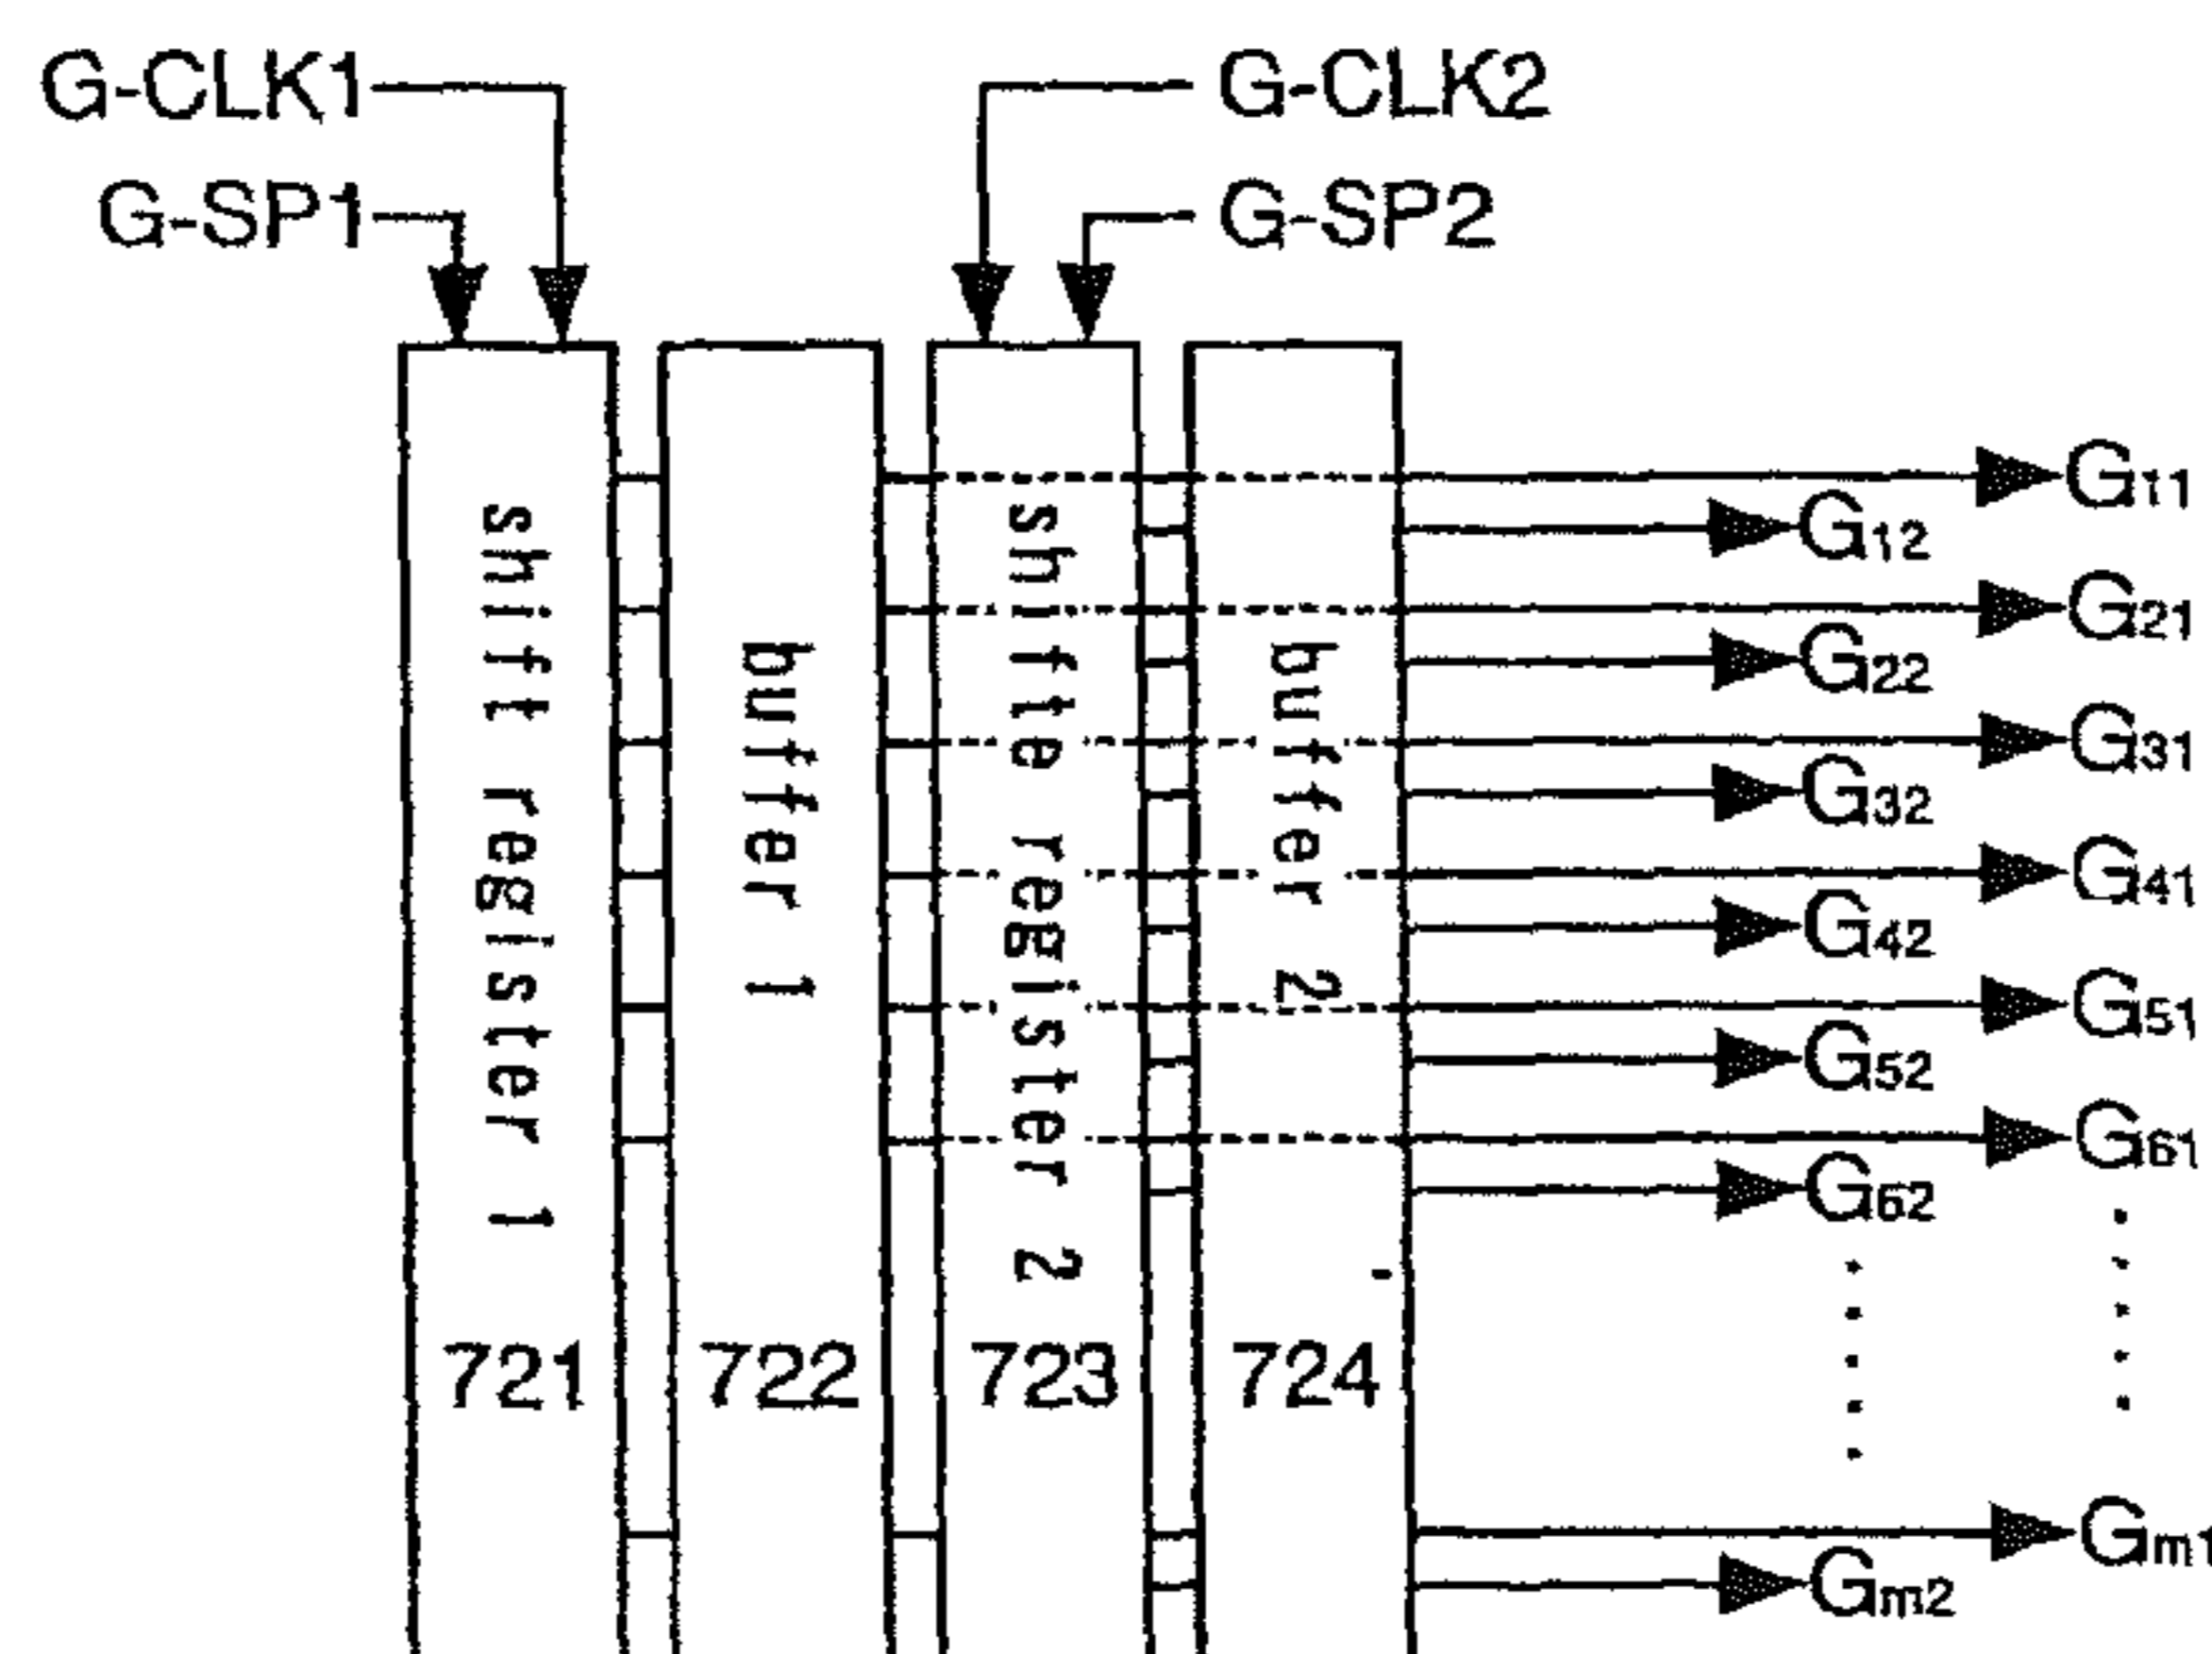 G-CLK1
G-SP1
G-CLK2
G-SP2
shift register 1
721
buffer 1
722
shifte register 2
723
buffer 2
724
G11
G12
G21
G22
G31
G32
G41
G42
G51
G52
G61
G62
Gm1
Gm2